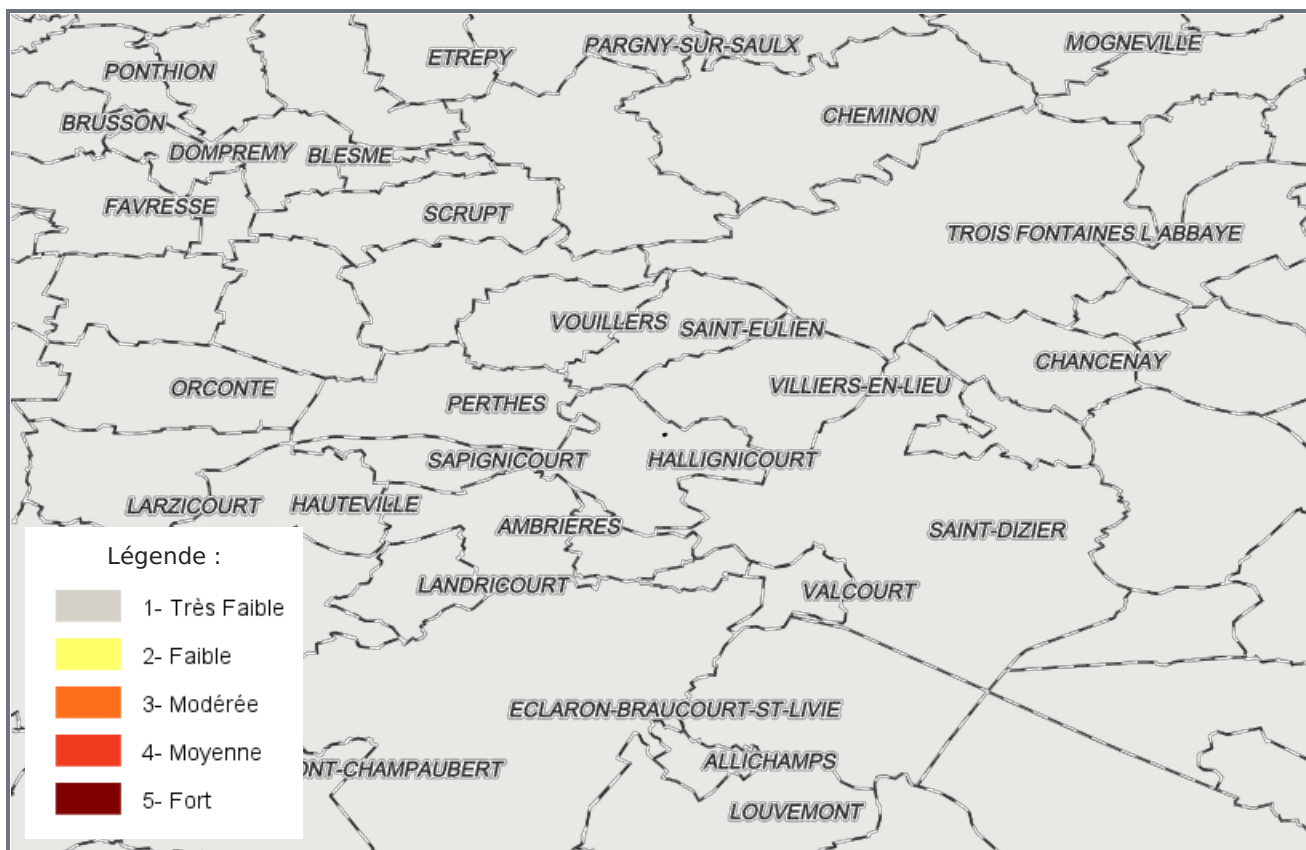 PARGNY-SUR-SAULX
MOGNEVILLE
ETREPY
PONTHION
CHEMINON
BRUSSON
DOMPREMY
BLESME
FAVRESSE
SCRUPT
TROIS FONTAINES L'ABBAYE
VOUILLERS
SAINT-EULIEN
CHANCENAY
ORCONTE
VILLIERS-EN-LIEU
PERTHES
SAPIGNICOURT
HALLIGNICOURT
LARZICOURT
HAUTEVILLE
AMBRIERES
SAINT-DIZIER
Légende :
LANDRICOURT
VALCOURT
1- Très Faible
2- Faible
3- Modérée
ECLARON-BRAUCOURT-ST-LIVIE
4- Moyenne
ONT-CHAMPAUBERT
ALLICHAMPS
5- Fort
LOUVEMONT